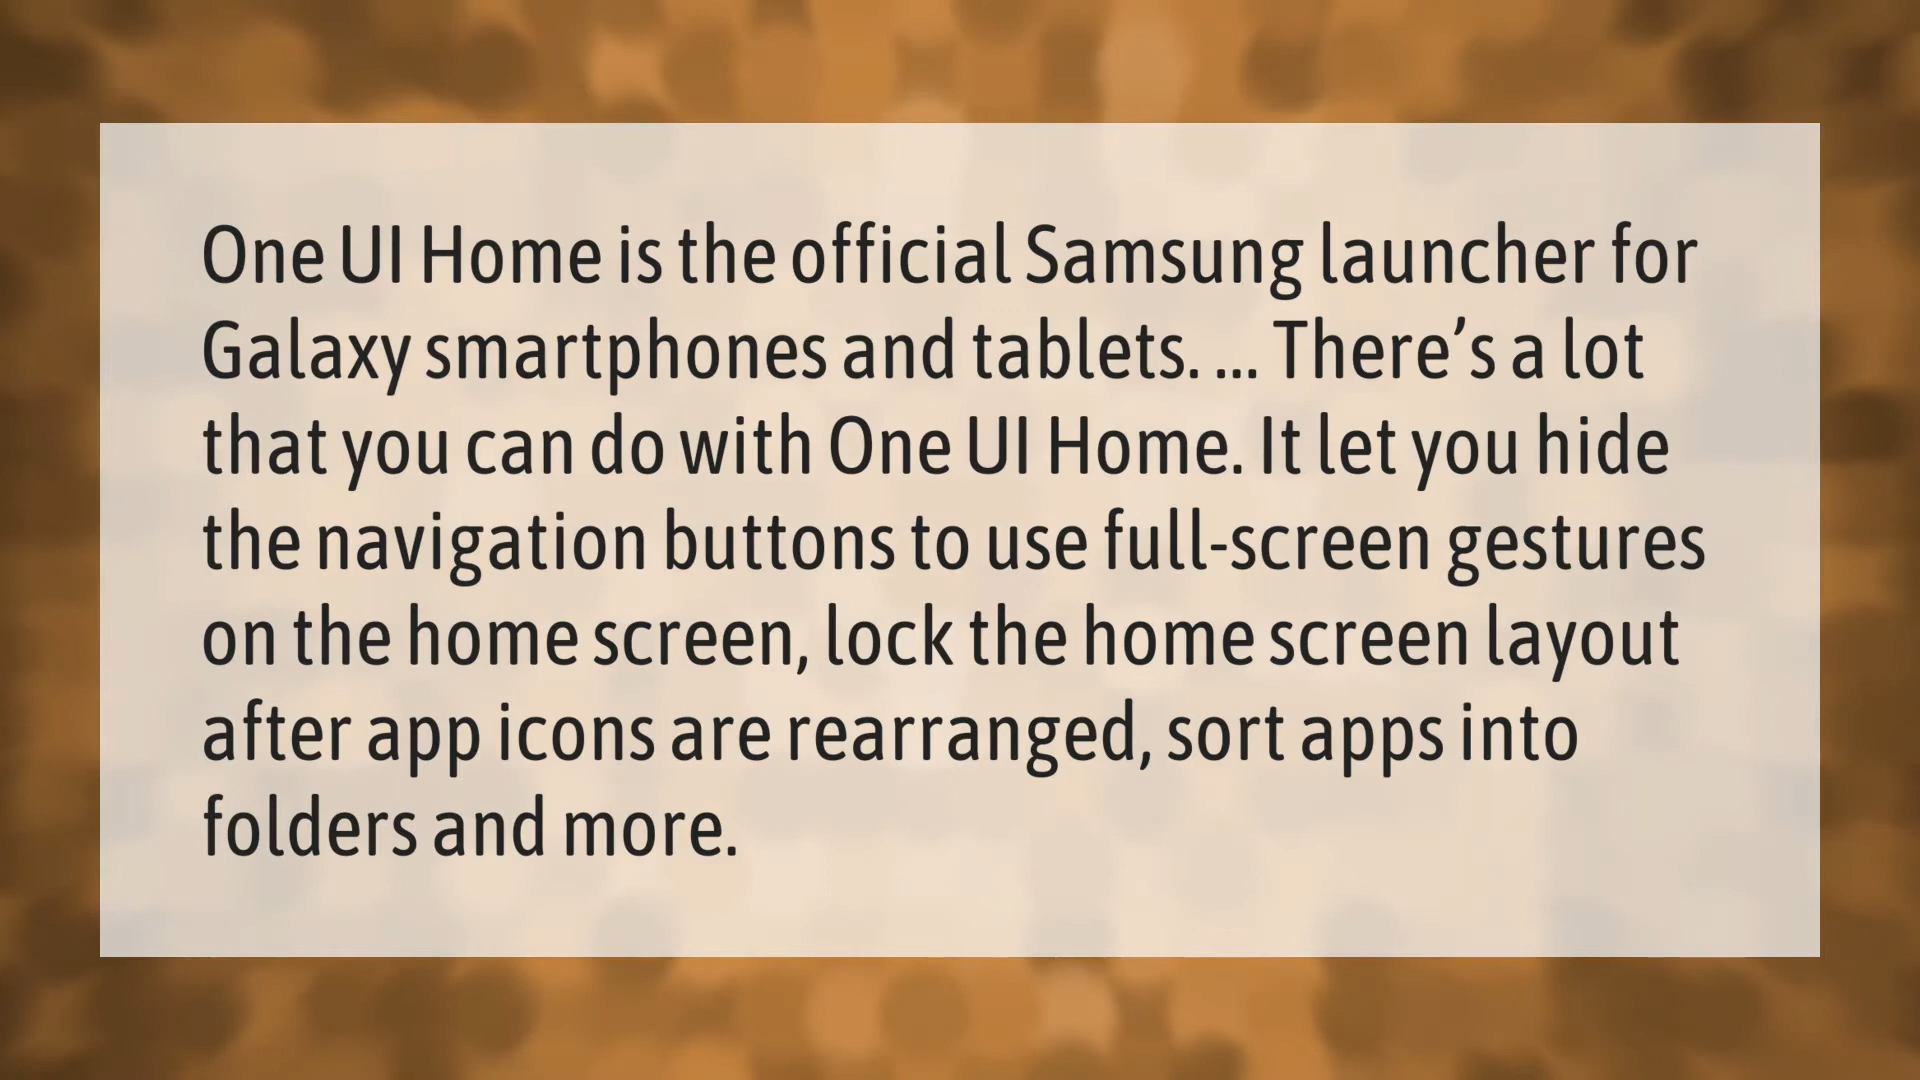 One UI Home is the official Samsung launcher for
Galaxy smartphones and tablets. ... There’s a lot
that you can do with One UI Home. It let you hide
the navigation buttons to use full-screen gestures
on the home screen, lock the home screen layout
after app icons are rearranged, sort apps into
folders and more.